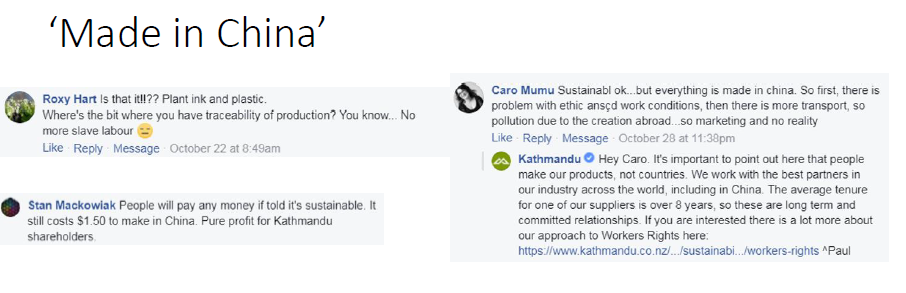 ‘Made in China’
Roxy Hart Is that it!!?? Plant ink and plastic.
Where's the bit where you have traceability of production? You know... No
more slave labour
Like · Reply · Message · October 22 at 8:49am
Stan Mackowiak People will pay any money if told it's sustainable. It
still costs $1.50 to make in China. Pure profit for Kathmandu
shareholders.
Caro Mumu Sustainabl ok...but everything is made in china. So first, there is
problem with ethic ansçd work conditions, then there is more transport, so
pollution due to the creation abroad...so marketing and no reality
Like · Reply · Message · October 28 at 11:38pm
Kathmandu Hey Caro. It's important to point out here that people
make our products, not countries. We work with the best partners in
our industry across the world, including in China. The average tenure
for one of our suppliers is over 8 years, so these are long term and
committed relationships. If you are interested there is a lot more about
our approach to Workers Rights here:
https://www.kathmandu.co.nz/.../sustainabi.../workers-rights ^Paul